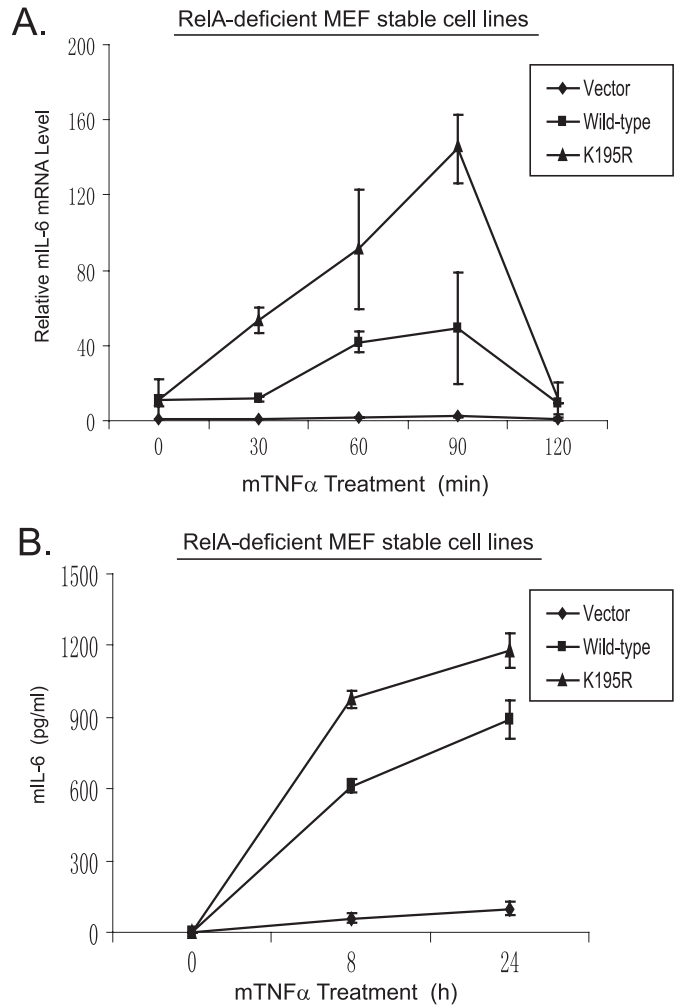 A.
RelA-deficient MEF stable cell lines
Relative mIL-6 mRNA Level
200
160
120
80
40
0
0 30 60 90 120
mTNFα Treatment (min)
Vector
Wild-type
K195R
B.
RelA-deficient MEF stable cell lines
mIL-6 (pg/ml)
1500
1200
900
600
300
0
0 8 24
mTNFα Treatment (h)
Vector
Wild-type
K195R